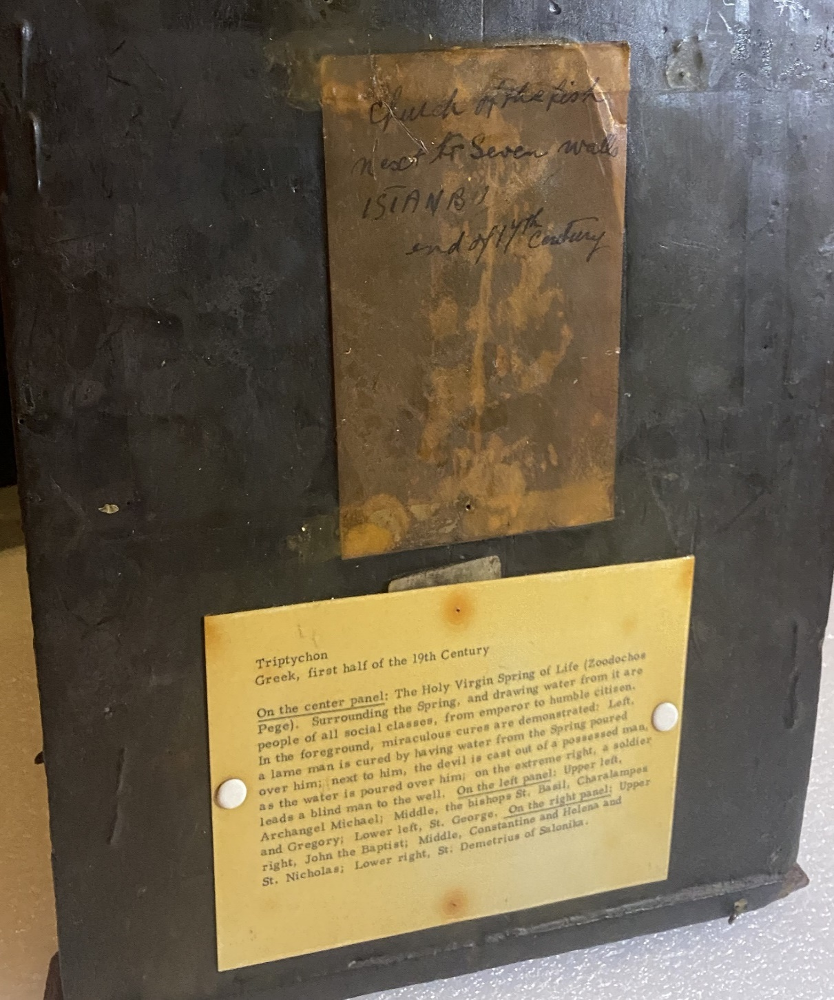 Church of the fish
next to Seven walls
ISTANBUl
end of 17th Century
Triptychon
Greek, first half of the 19th Century
On the center panel: The Holy Virgin Spring of Life (Zoodochos
Pege). Surrounding the Spring, and drawing water from it are
people of all social classes, from emperor to humble citizen.
In the foreground, miraculous cures are demonstrated: Left,
a lame man is cured by having water from the Spring poured
over him; next to him, the devil is cast out of a possessed man,
as the water is poured over him; on the extreme right, a soldier
leads a blind man to the well. On the left panel: Upper left,
Archangel Michael; Middle, the bishops St. Basil, Charalampes
and Gregory; Lower left, St. George. On the right panel: Upper
right, John the Baptist; Middle, Constantine and Helena and
St. Nicholas; Lower right, St. Demetrius of Salonika.